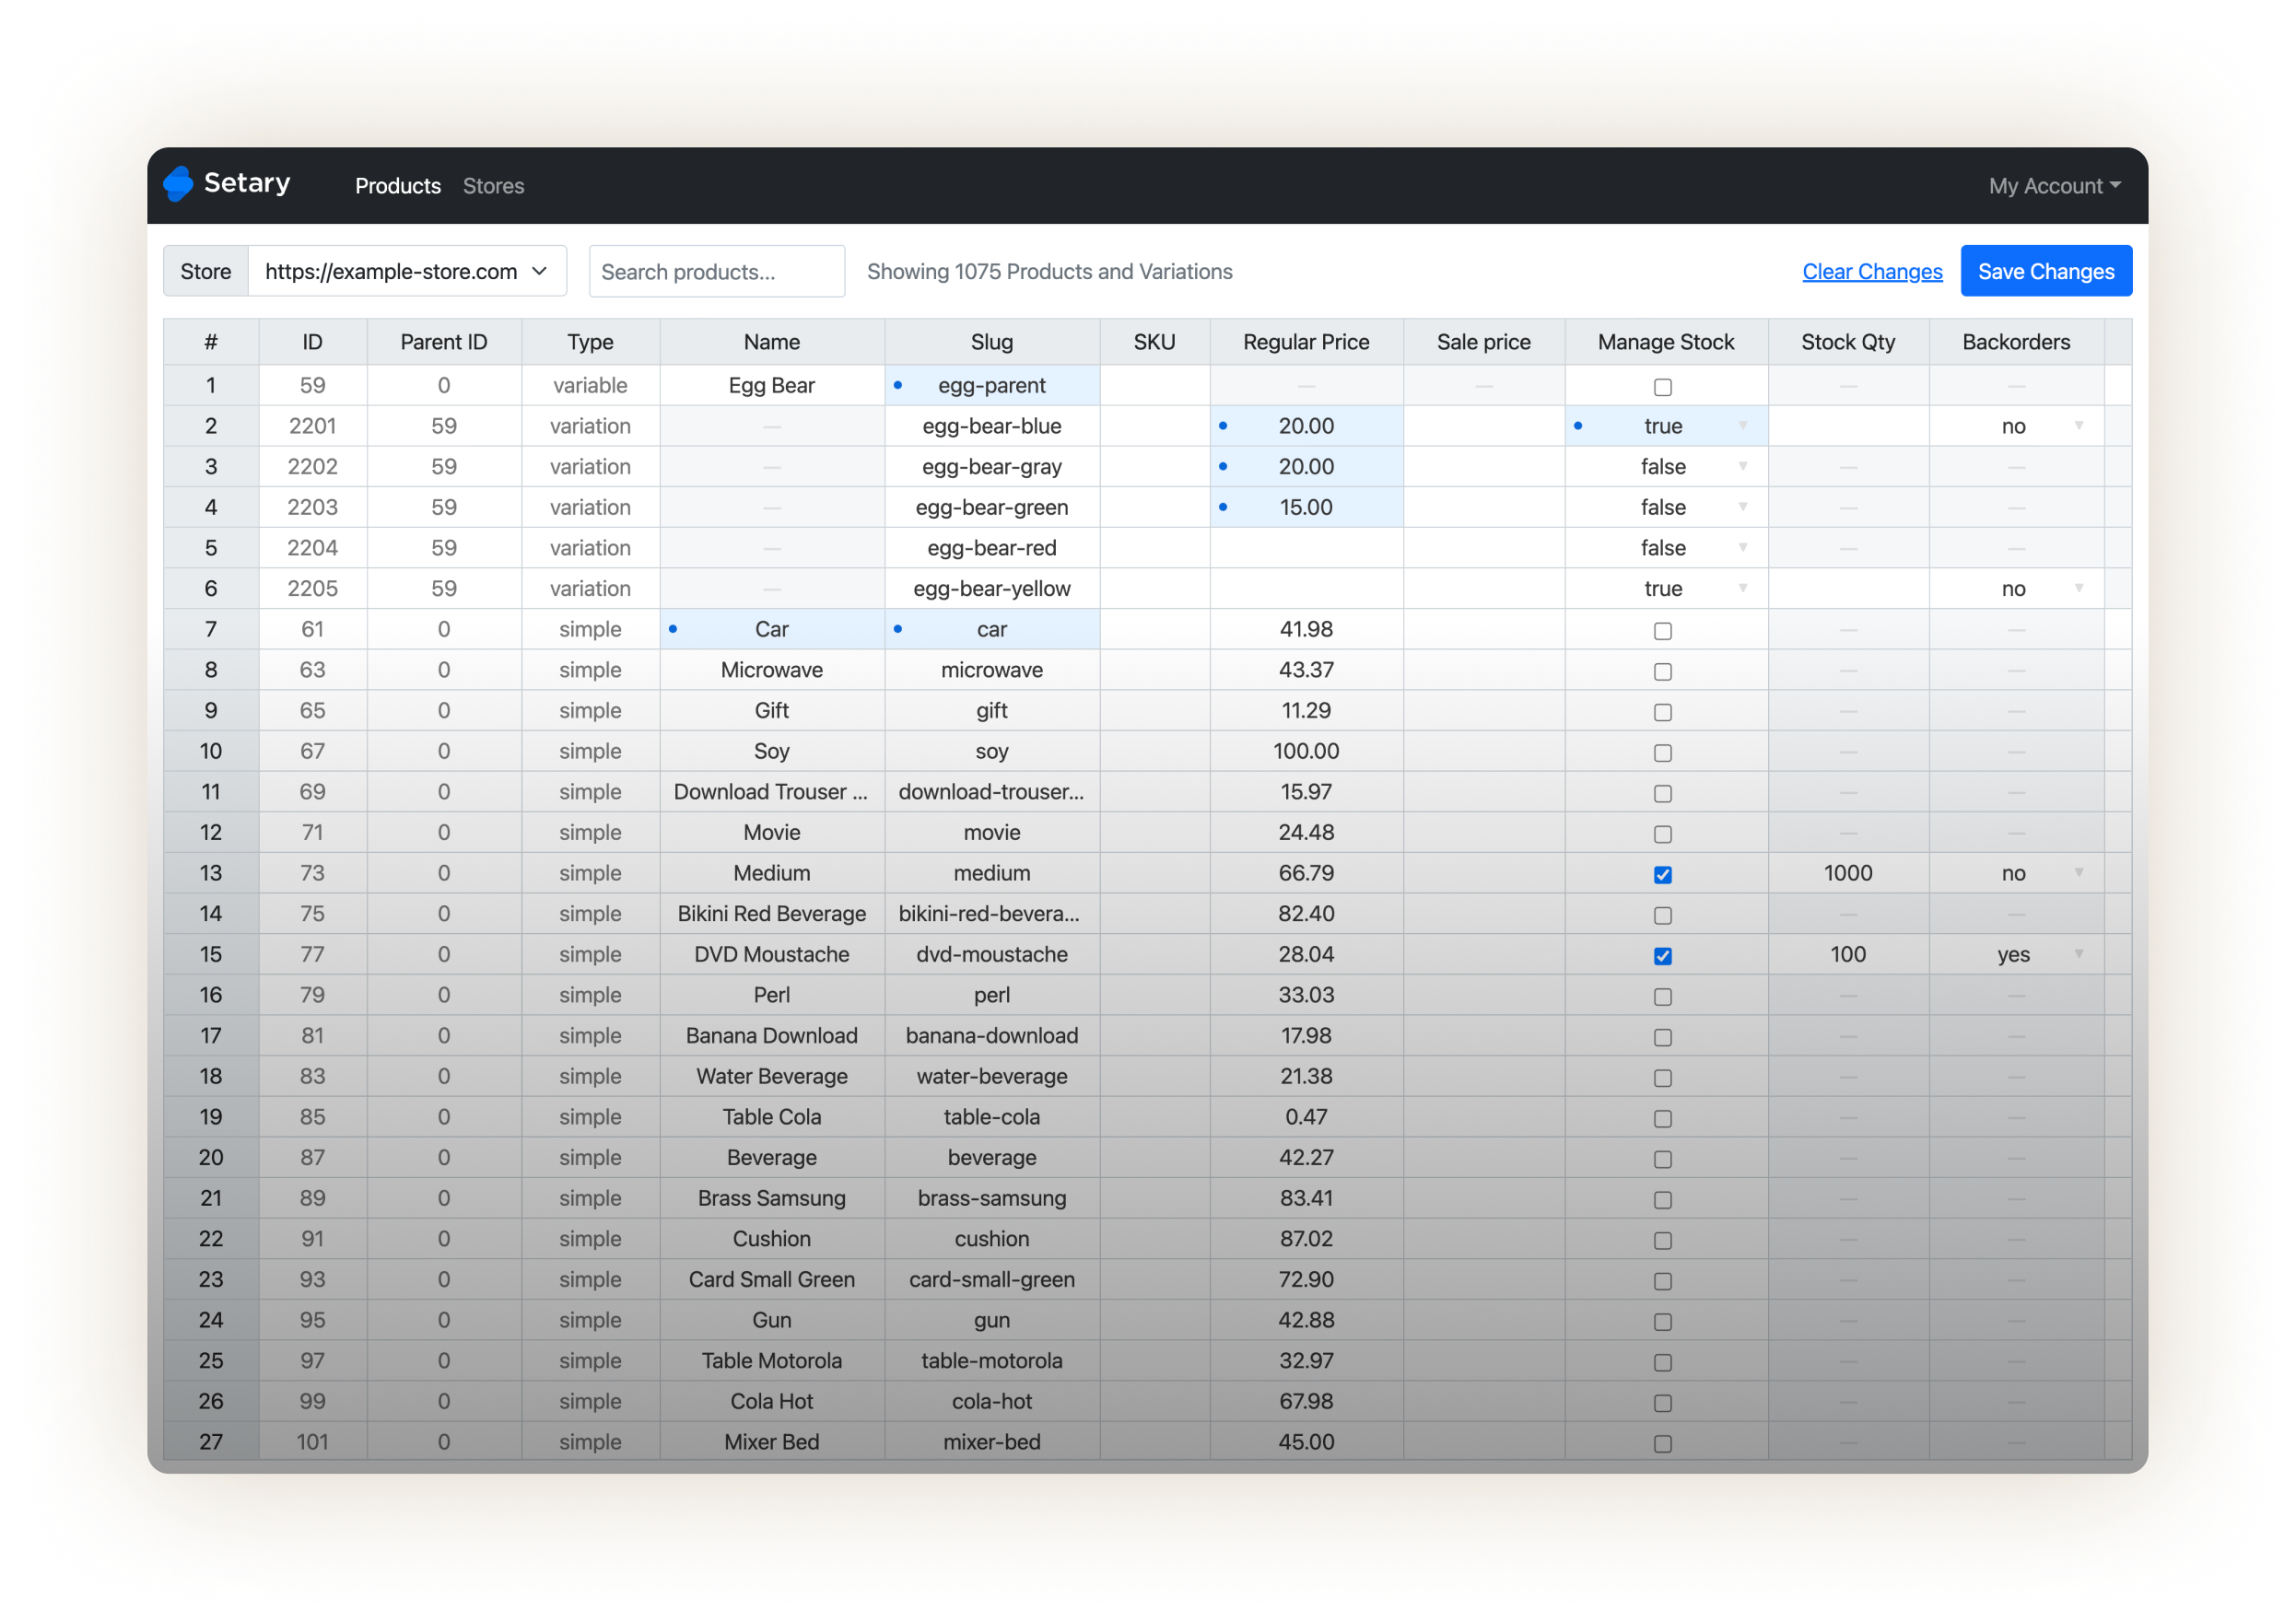 Setary Products Stores My Account
Store https://example-store.com Search products... Showing 1075 Products and Variations Clear Changes Save Changes
# ID Parent ID Type Name Slug SKU Regular Price Sale price Manage Stock Stock Qty Backorders
1 59 0 variable Egg Bear egg-parent — — — —
2 2201 59 variation — egg-bear-blue 20.00 true no
3 2202 59 variation — egg-bear-gray 20.00 false — —
4 2203 59 variation — egg-bear-green 15.00 false — —
5 2204 59 variation — egg-bear-red false — —
6 2205 59 variation — egg-bear-yellow true no
7 61 0 simple Car car 41.98 — —
8 63 0 simple Microwave microwave 43.37 — —
9 65 0 simple Gift gift 11.29 — —
10 67 0 simple Soy soy 100.00 — —
11 69 0 simple Download Trouser ... download-trouser... 15.97 — —
12 71 0 simple Movie movie 24.48 — —
13 73 0 simple Medium medium 66.79 1000 no
14 75 0 simple Bikini Red Beverage bikini-red-bevera... 82.40 — —
15 77 0 simple DVD Moustache dvd-moustache 28.04 100 yes
16 79 0 simple Perl perl 33.03 — —
17 81 0 simple Banana Download banana-download 17.98 — —
18 83 0 simple Water Beverage water-beverage 21.38 — —
19 85 0 simple Table Cola table-cola 0.47 — —
20 87 0 simple Beverage beverage 42.27 — —
21 89 0 simple Brass Samsung brass-samsung 83.41 — —
22 91 0 simple Cushion cushion 87.02 — —
23 93 0 simple Card Small Green card-small-green 72.90 — —
24 95 0 simple Gun gun 42.88 — —
25 97 0 simple Table Motorola table-motorola 32.97 — —
26 99 0 simple Cola Hot cola-hot 67.98 — —
27 101 0 simple Mixer Bed mixer-bed 45.00 — —